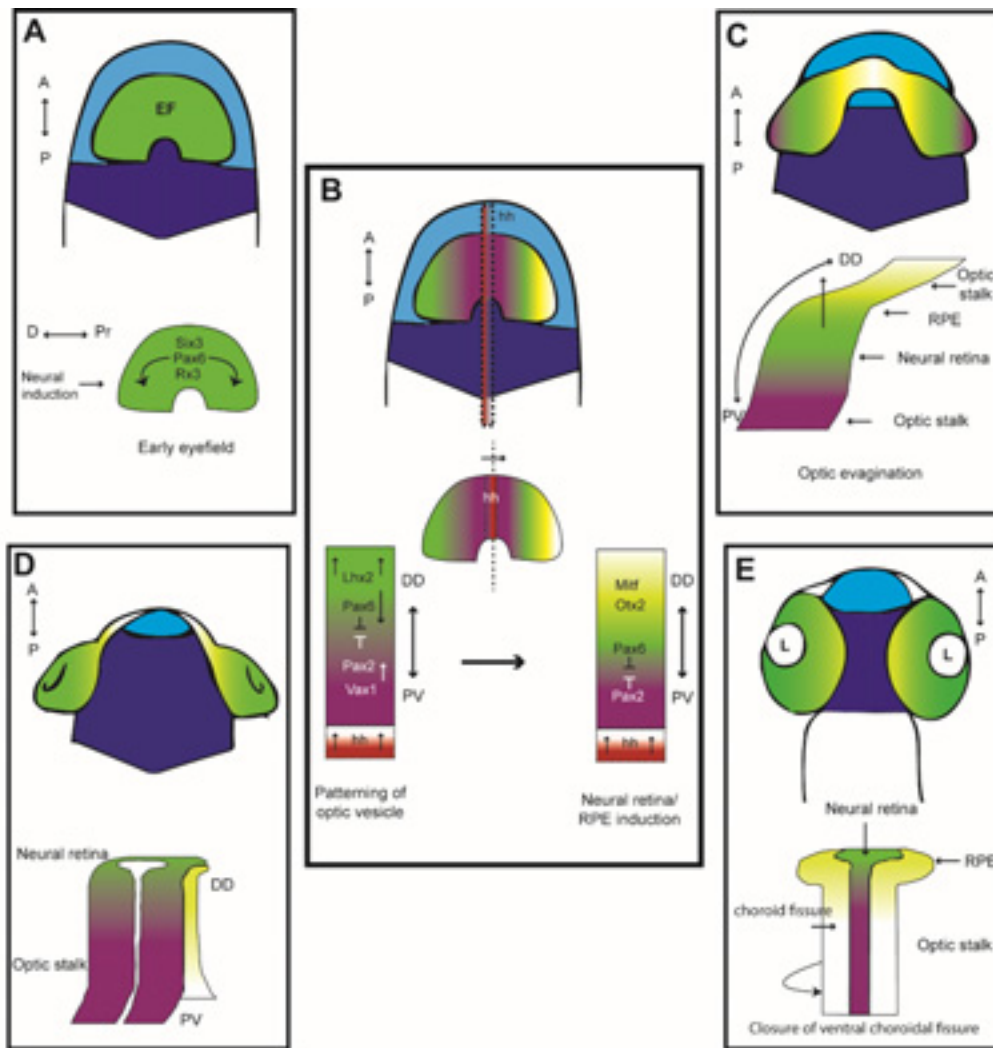 A
A
EF
P
D
Pr
Six3
Pax6
Rx3
Neural
induction
Early eyefield
B
hh
A
P
hh
Lhx2
DD
Pax6
Pax2
Vax1
PV
hh
Patterning of
optic vesicle
Mitf
Otx2
DD
Pax6
Pax2
PV
hh
Neural retina/
RPE induction
C
A
P
DD
Optic
stalk
RPE
Neural retina
PV
Optic stalk
Optic evagination
D
A
P
Neural retina
DD
Optic stalk
PV
E
A
P
L
L
Neural retina
RPE
choroid fissure
Optic stalk
Closure of ventral choroidal fissure